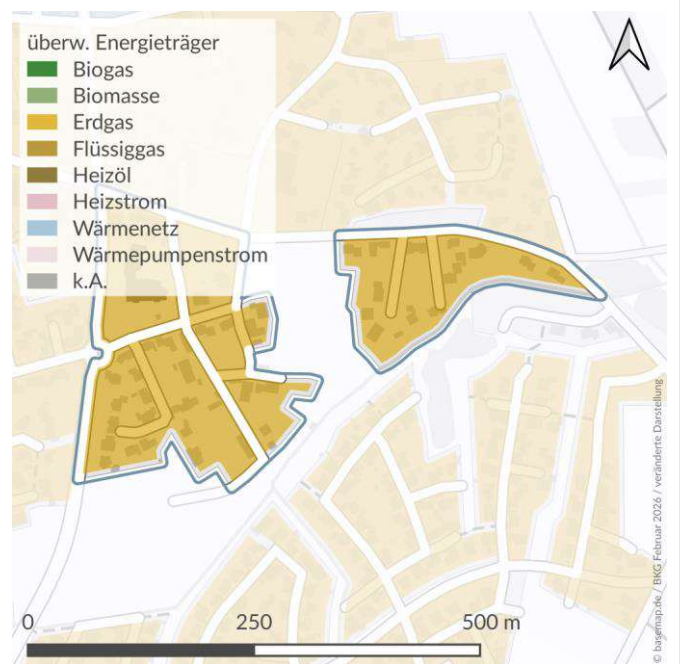 überw. Energieträger
Biogas
Biomasse
Erdgas
Flüssiggas
Heizöl
Heizstrom
Wärmenetz
Wärmepumpenstrom
k.A.
© basemap.de / BKG Februar 2026 / veränderte Darstellung
0 250 500 m